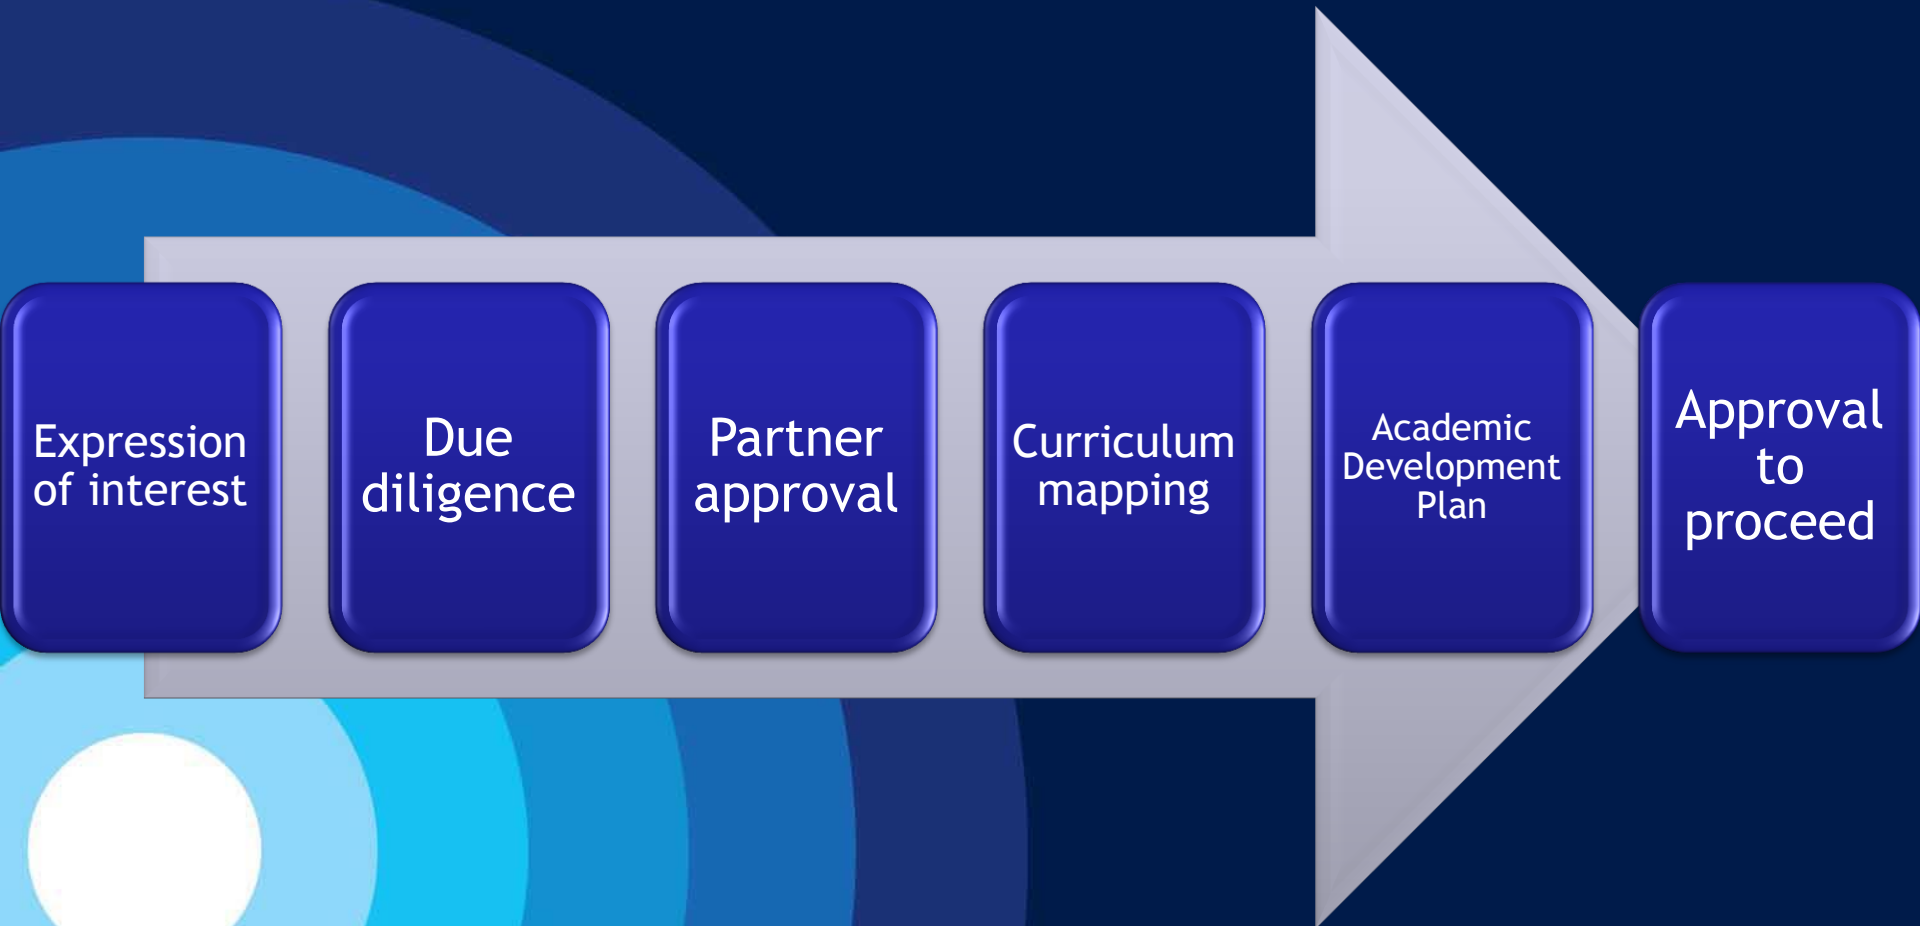 Expression
of interest
Due
diligence
Partner
approval
Curriculum
mapping
Academic
Development
Plan
Approval
to
proceed